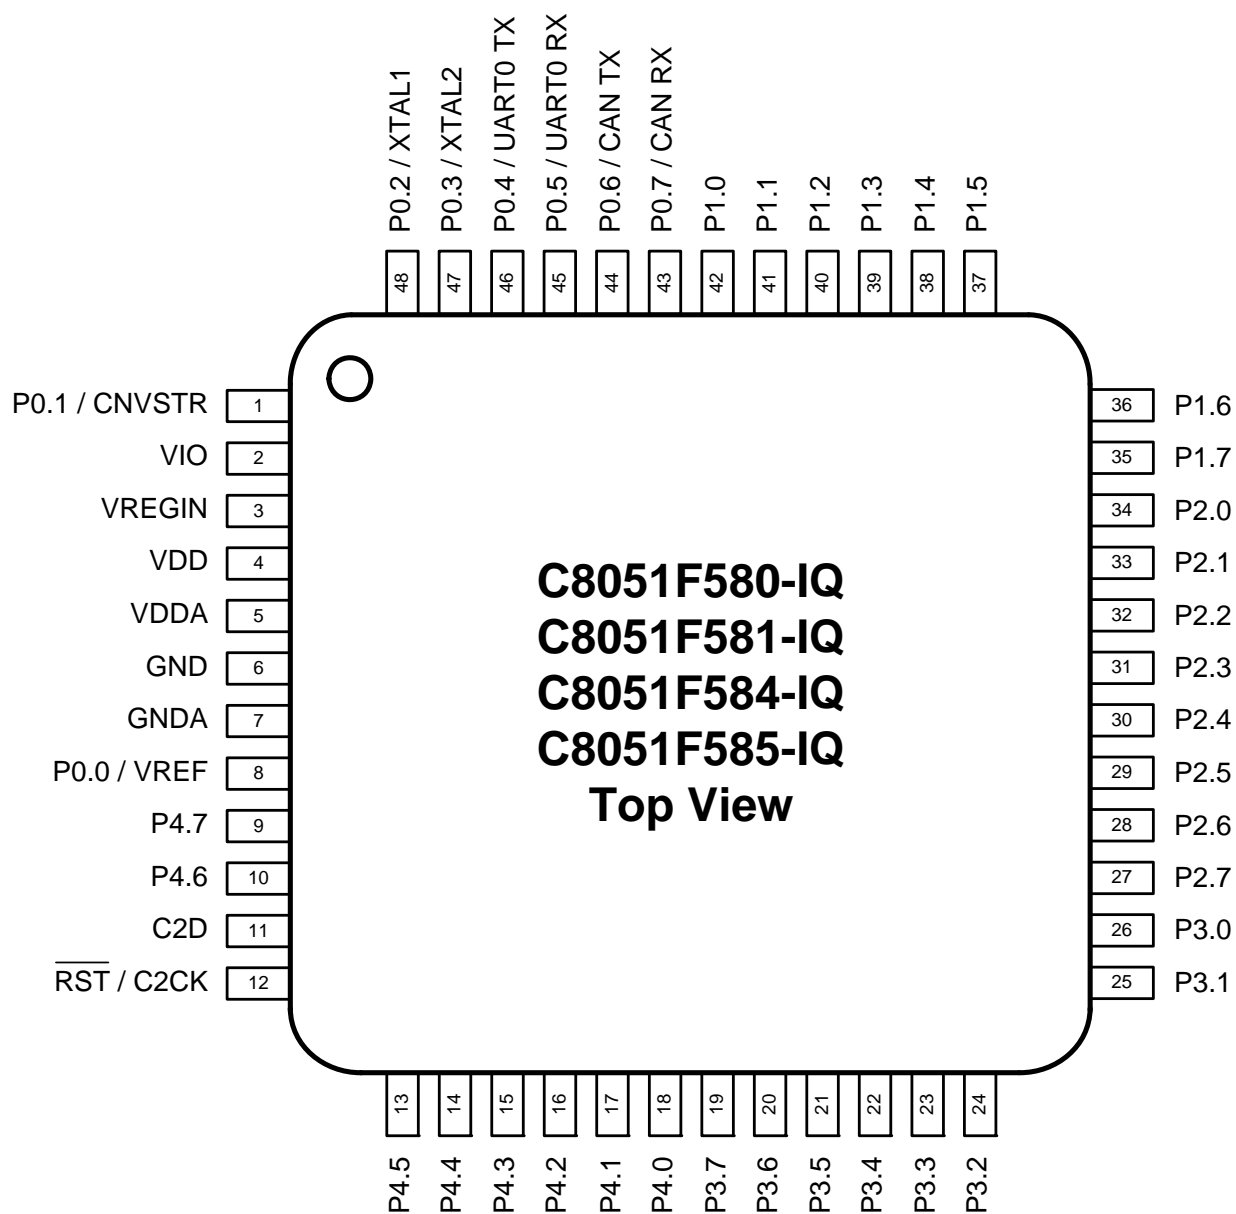 P0.2 / XTAL1
P0.3 / XTAL2
P0.4 / UART0 TX
P0.5 / UART0 RX
P0.6 / CAN TX
P0.7 / CAN RX
P1.0
P1.1
P1.2
P1.3
P1.4
P1.5
48
47
46
45
44
43
42
41
40
39
38
37
P0.1 / CNVSTR 1
VIO 2
VREGIN 3
VDD 4
VDDA 5
GND 6
GNDA 7
P0.0 / VREF 8
P4.7 9
P4.6 10
C2D 11
RST / C2CK 12
C8051F580-IQ
C8051F581-IQ
C8051F584-IQ
C8051F585-IQ
Top View
36 P1.6
35 P1.7
34 P2.0
33 P2.1
32 P2.2
31 P2.3
30 P2.4
29 P2.5
28 P2.6
27 P2.7
26 P3.0
25 P3.1
13
14
15
16
17
18
19
20
21
22
23
24
P4.5
P4.4
P4.3
P4.2
P4.1
P4.0
P3.7
P3.6
P3.5
P3.4
P3.3
P3.2